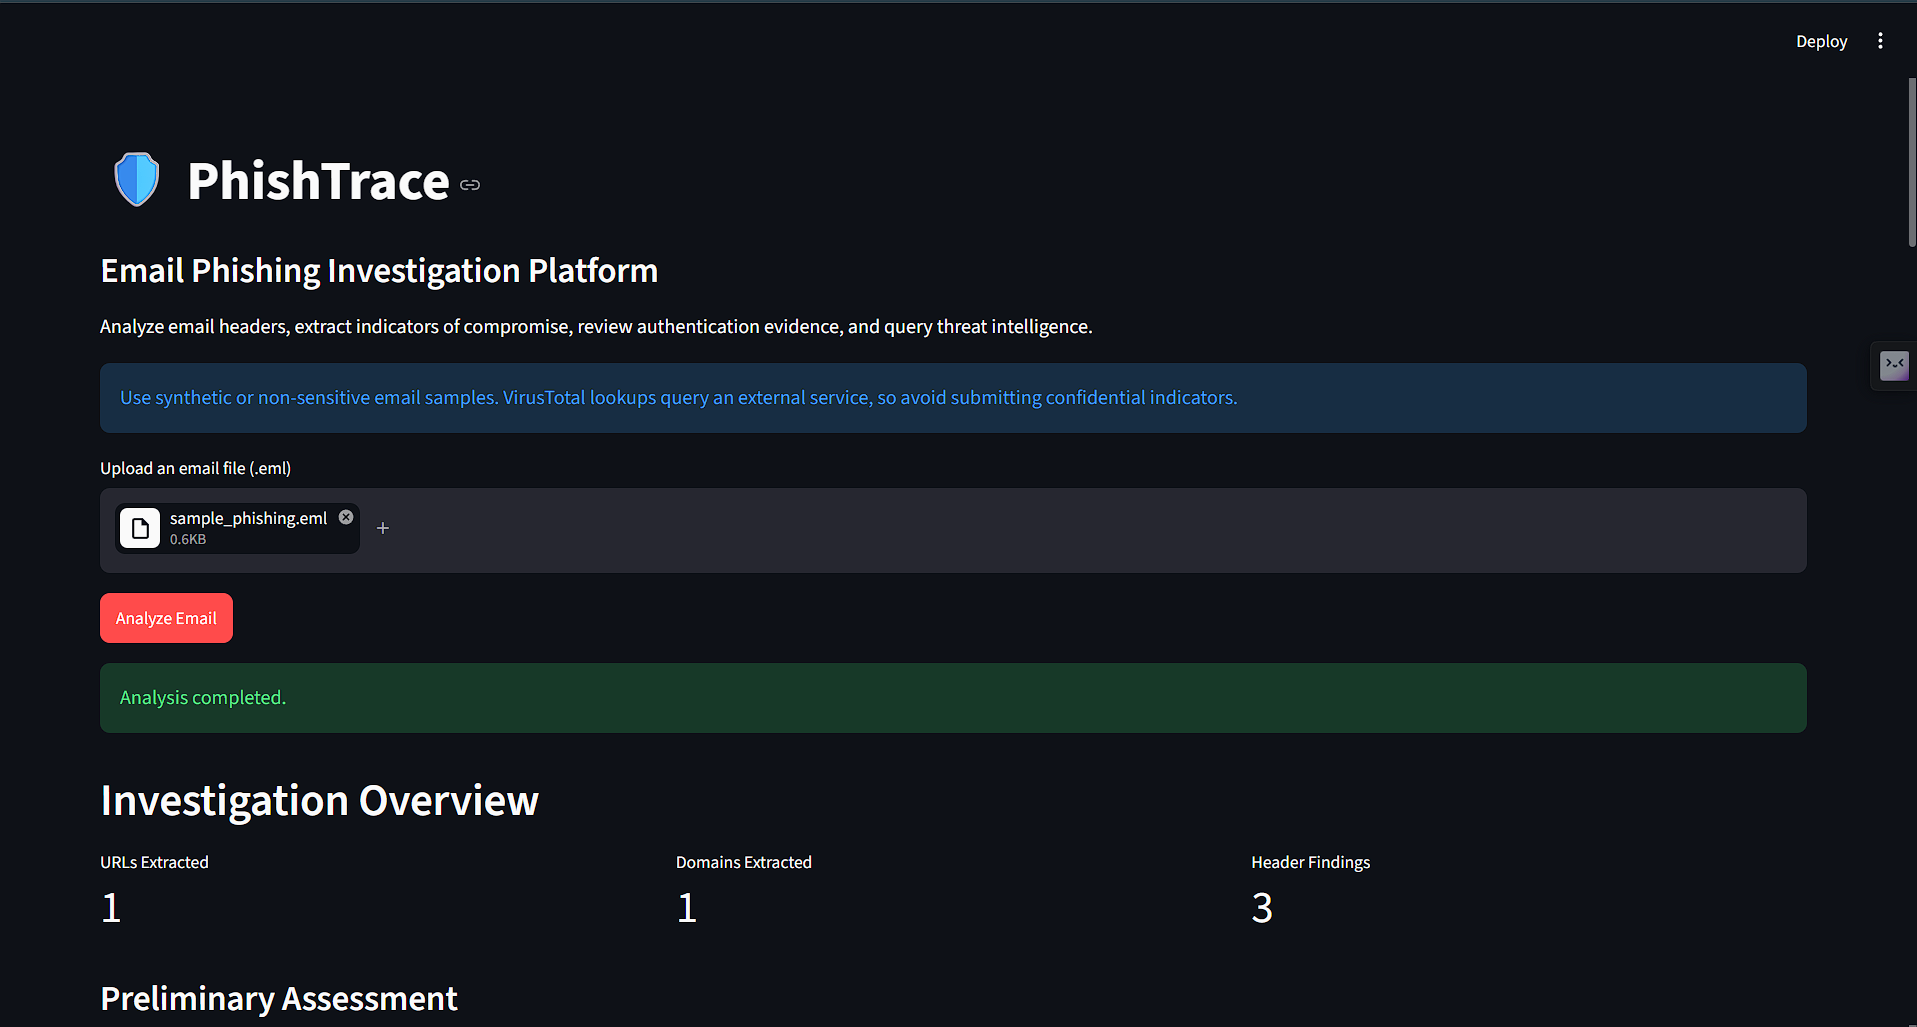 Deploy
PhishTrace
Email Phishing Investigation Platform
Analyze email headers, extract indicators of compromise, review authentication evidence, and query threat intelligence.
Use synthetic or non-sensitive email samples. VirusTotal lookups query an external service, so avoid submitting confidential indicators.
Upload an email file (.eml)
sample_phishing.eml
0.6KB
Analyze Email
Analysis completed.
Investigation Overview
URLs Extracted
1
Domains Extracted
1
Header Findings
3
Preliminary Assessment